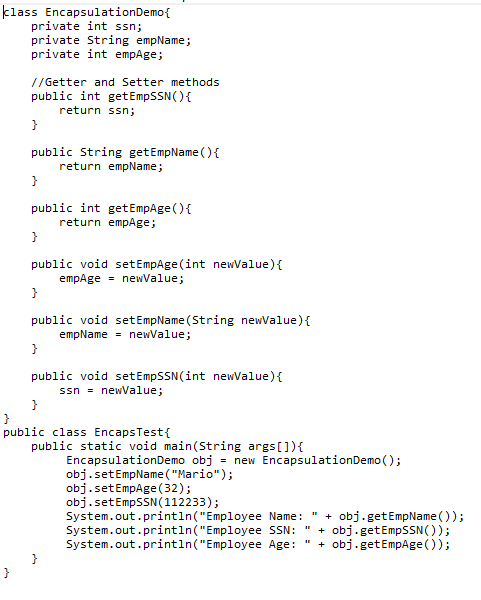 class EncapsulationDemo{
    private int ssn;
    private String empName;
    private int empAge;

    //Getter and Setter methods
    public int getEmpSSN(){
        return ssn;
    }

    public String getEmpName(){
        return empName;
    }

    public int getEmpAge(){
        return empAge;
    }

    public void setEmpAge(int newValue){
        empAge = newValue;
    }

    public void setEmpName(String newValue){
        empName = newValue;
    }

    public void setEmpSSN(int newValue){
        ssn = newValue;
    }
}
public class EncapsTest{
    public static void main(String args[]){
         EncapsulationDemo obj = new EncapsulationDemo();
         obj.setEmpName("Mario");
         obj.setEmpAge(32);
         obj.setEmpSSN(112233);
         System.out.println("Employee Name: " + obj.getEmpName());
         System.out.println("Employee SSN: " + obj.getEmpSSN());
         System.out.println("Employee Age: " + obj.getEmpAge());
    }
}